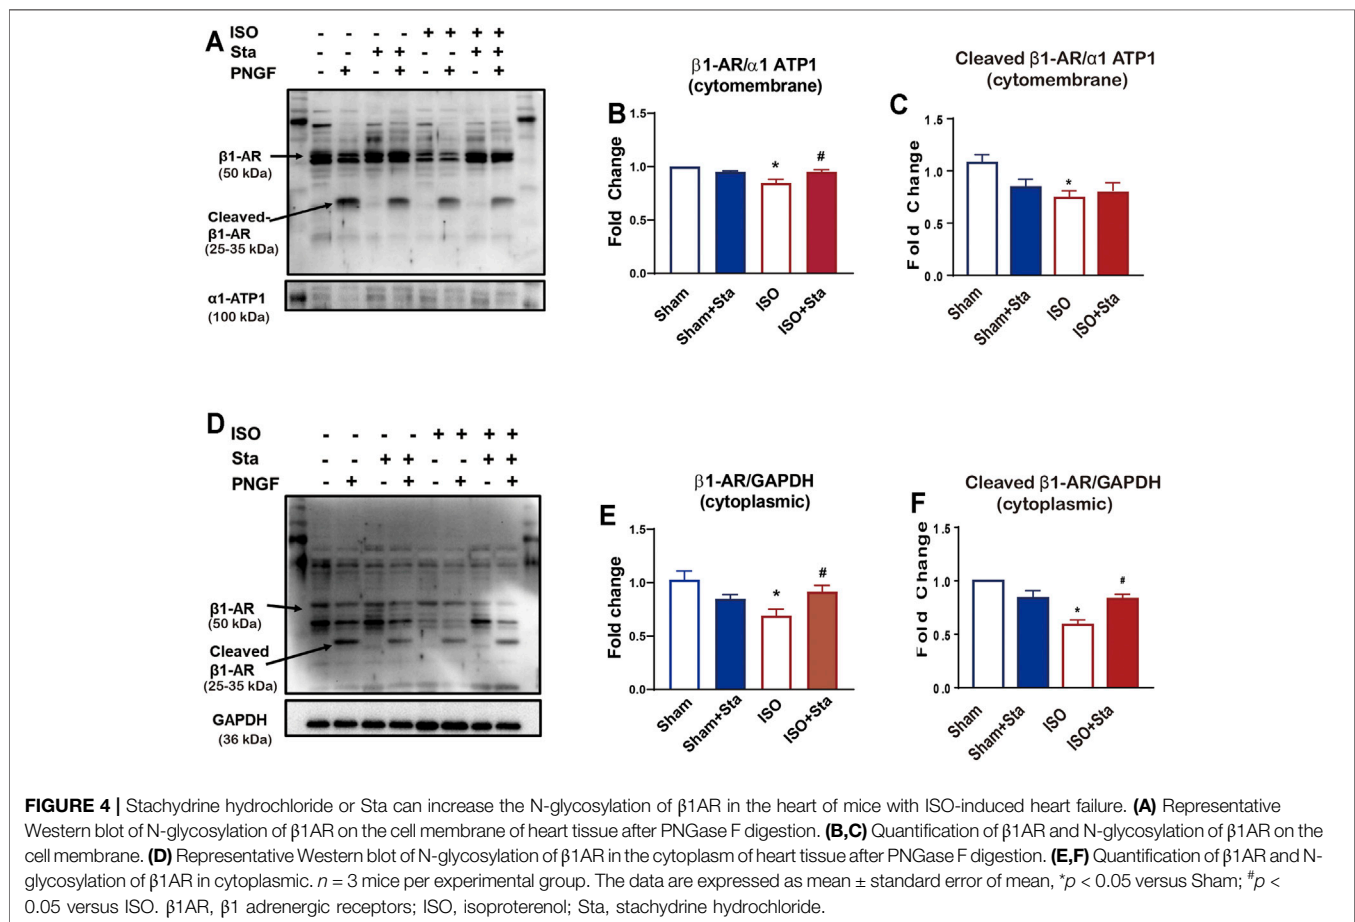 A
ISO - - - - + + + +
Sta - - + + - - + +
PNGF - + - + - + - +
β1-AR
(50 kDa)
Cleaved-
β1-AR
(25-35 kDa)
α1-ATP1
(100 kDa)
B
β1-AR/α1 ATP1
(cytomembrane)
Fold Change
1.5
1.0
0.5
0.0
*
#
Sham
Sham+Sta
ISO
ISO+Sta
C
Cleaved β1-AR/α1 ATP1
(cytomembrane)
Fold Change
1.5
1.0
0.5
0.0
*
Sham
Sham+Sta
ISO
ISO+Sta
D
ISO - - - - + + + +
Sta - - + + - - + +
PNGF - + - + - + - +
β1-AR
(50 kDa)
Cleaved
β1-AR
(25-35 kDa)
GAPDH
(36 kDa)
E
β1-AR/GAPDH
(cytoplasmic)
Fold change
1.5
1.0
0.5
0.0
*
#
Sham
Sham+Sta
ISO
ISO+Sta
F
Cleaved β1-AR/GAPDH
(cytoplasmic)
Fold Change
1.5
1.0
0.5
0.0
*
#
Sham
Sham+Sta
ISO
ISO+Sta
FIGURE 4 | Stachydrine hydrochloride or Sta can increase the N-glycosylation of β1AR in the heart of mice with ISO-induced heart failure. (A) Representative
Western blot of N-glycosylation of β1AR on the cell membrane of heart tissue after PNGase F digestion. (B,C) Quantification of β1AR and N-glycosylation of β1AR on the
cell membrane. (D) Representative Western blot of N-glycosylation of β1AR in the cytoplasm of heart tissue after PNGase F digestion. (E,F) Quantification of β1AR and N-
glycosylation of β1AR in cytoplasmic. n = 3 mice per experimental group. The data are expressed as mean ± standard error of mean, *p < 0.05 versus Sham; #p <
0.05 versus ISO. β1AR, β1 adrenergic receptors; ISO, isoproterenol; Sta, stachydrine hydrochloride.